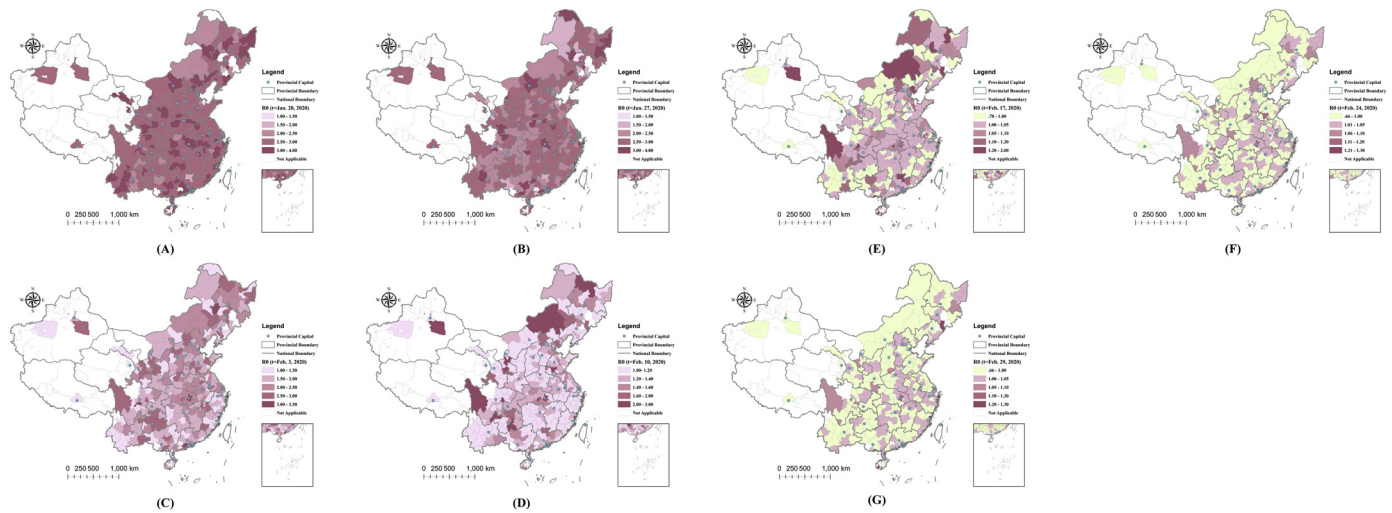 N
W
E
S
Legend
Provincial Capital
Provincial Boundary
National Boundary
R0 (t=Jan. 20, 2020)
1.00 - 1.50
1.50 - 2.00
2.00 - 2.50
2.50 - 3.00
3.00 - 4.00
Not Applicable
0 250 500 1,000 km
(A)
N
W
E
S
Legend
Provincial Capital
Provincial Boundary
National Boundary
R0 (t=Jan. 27, 2020)
1.00 - 1.50
1.50 - 2.00
2.00 - 2.50
2.50 - 3.00
3.00 - 4.00
Not Applicable
0 250 500 1,000 km
(B)
N
W
E
S
Legend
Provincial Capital
Provincial Boundary
National Boundary
R0 (t=Feb. 17, 2020)
.70 - 1.00
1.00 - 1.05
1.05 - 1.10
1.10 - 1.20
1.20 - 2.00
Not Applicable
0 250 500 1,000 km
(E)
N
W
E
S
Legend
Provincial Capital
Provincial Boundary
National Boundary
R0 (t=Feb. 24, 2020)
.66 - 1.00
1.01 - 1.05
1.06 - 1.10
1.11 - 1.20
1.21 - 1.30
Not Applicable
0 250 500 1,000 km
(F)
N
W
E
S
Legend
Provincial Capital
Provincial Boundary
National Boundary
R0 (t=Feb. 3, 2020)
1.00 - 1.50
1.50 - 2.00
2.00 - 2.50
2.50 - 3.00
3.00 - 3.50
Not Applicable
0 250 500 1,000 km
(C)
N
W
E
S
Legend
Provincial Capital
Provincial Boundary
National Boundary
R0 (t=Feb. 10, 2020)
1.00- 1.20
1.20 - 1.40
1.40 - 1.60
1.60 - 2.00
2.00 - 3.00
Not Applicable
0 250 500 1,000 km
(D)
N
W
E
S
Legend
Provincial Capital
Provincial Boundary
National Boundary
R0 (t=Feb. 29, 2020)
.66 - 1.00
1.00 - 1.05
1.05 - 1.10
1.10 - 1.20
1.20 - 1.30
Not Applicable
0 250 500 1,000 km
(G)